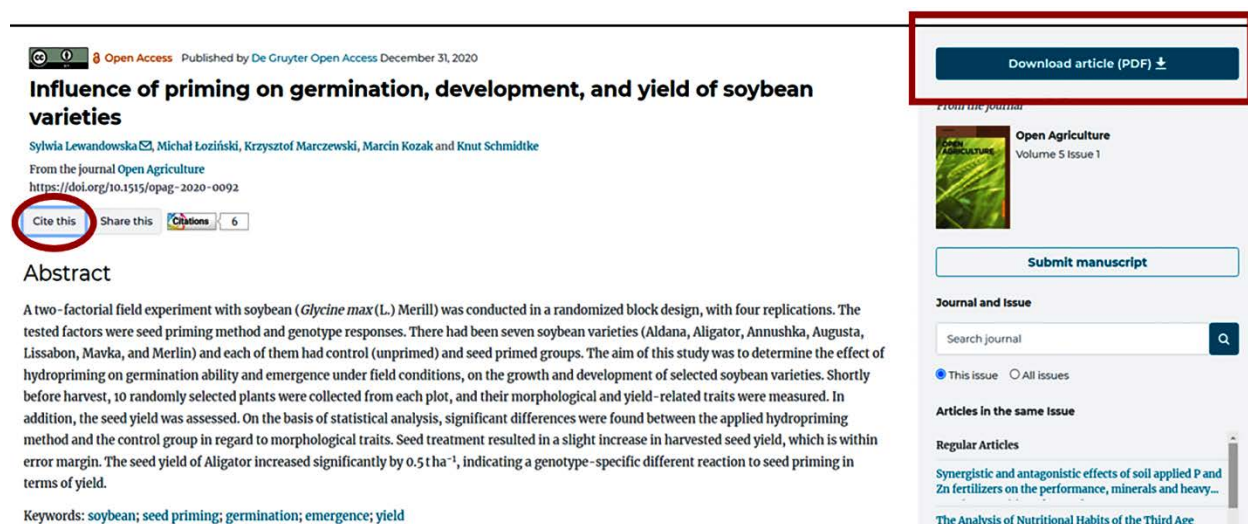 Open Access Published by De Gruyter Open Access December 31, 2020
Influence of priming on germination, development, and yield of soybean
varieties
Sylwia Lewandowska, Michał Łoziński, Krzysztof Marczewski, Marcin Kozak and Knut Schmidtke
From the journal Open Agriculture
https://doi.org/10.1515/opag-2020-0092
Cite this Share this Citations 6
Abstract
A two-factorial field experiment with soybean (Glycine max (L.) Merill) was conducted in a randomized block design, with four replications. The
tested factors were seed priming method and genotype responses. There had been seven soybean varieties (Aldana, Aligator, Annushka, Augusta,
Lissabon, Mavka, and Merlin) and each of them had control (unprimed) and seed primed groups. The aim of this study was to determine the effect of
hydropriming on germination ability and emergence under field conditions, on the growth and development of selected soybean varieties. Shortly
before harvest, 10 randomly selected plants were collected from each plot, and their morphological and yield-related traits were measured. In
addition, the seed yield was assessed. On the basis of statistical analysis, significant differences were found between the applied hydropriming
method and the control group in regard to morphological traits. Seed treatment resulted in a slight increase in harvested seed yield, which is within
error margin. The seed yield of Aligator increased significantly by 0.5 t ha⁻¹, indicating a genotype-specific different reaction to seed priming in
terms of yield.
Keywords: soybean; seed priming; germination; emergence; yield
Download article (PDF)
From the journal
OPEN
AGRICULTURE
Open Agriculture
Volume 5 Issue 1
Submit manuscript
Journal and Issue
Search journal
This issue All issues
Articles in the same Issue
Regular Articles
Synergistic and antagonistic effects of soil applied P and
Zn fertilizers on the performance, minerals and heavy...
The Analysis of Nutritional Habits of the Third Age